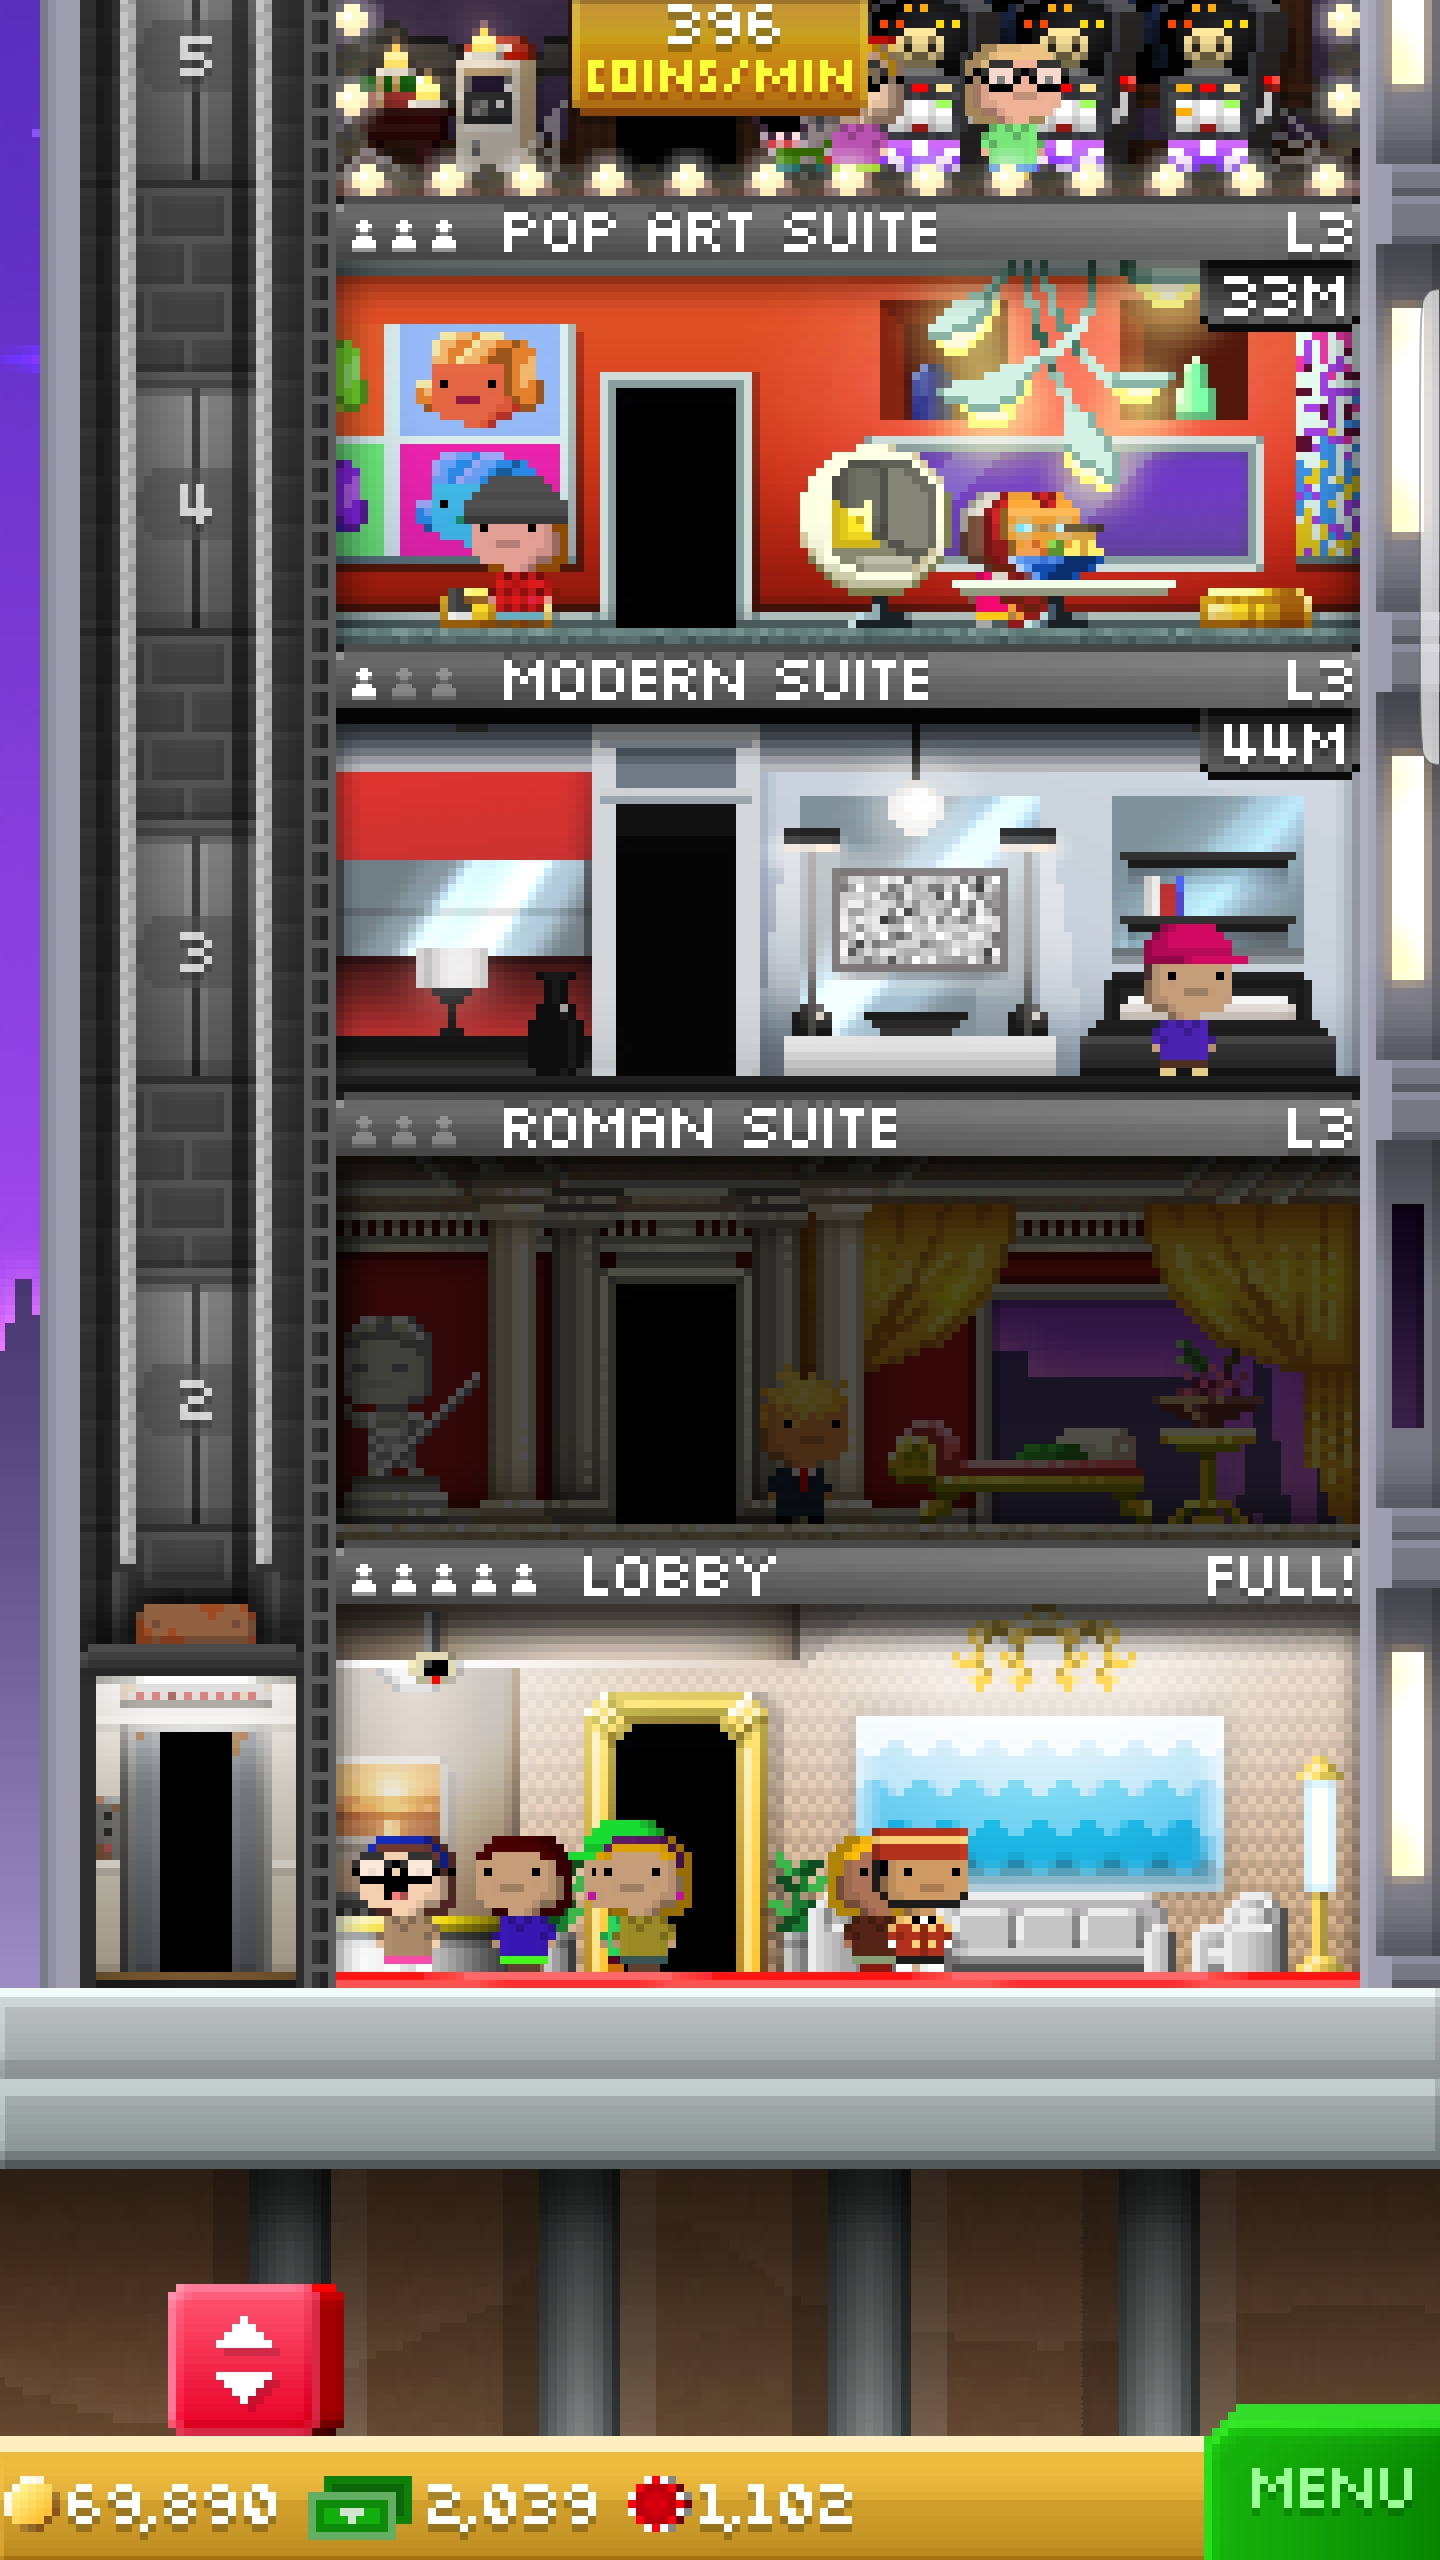 5
396
COINS/MIN
POP ART SUITE L3
33M
4
MODERN SUITE L3
44M
3
ROMAN SUITE L3
2
LOBBY FULL!
69,890 2,039 1,102
MENU